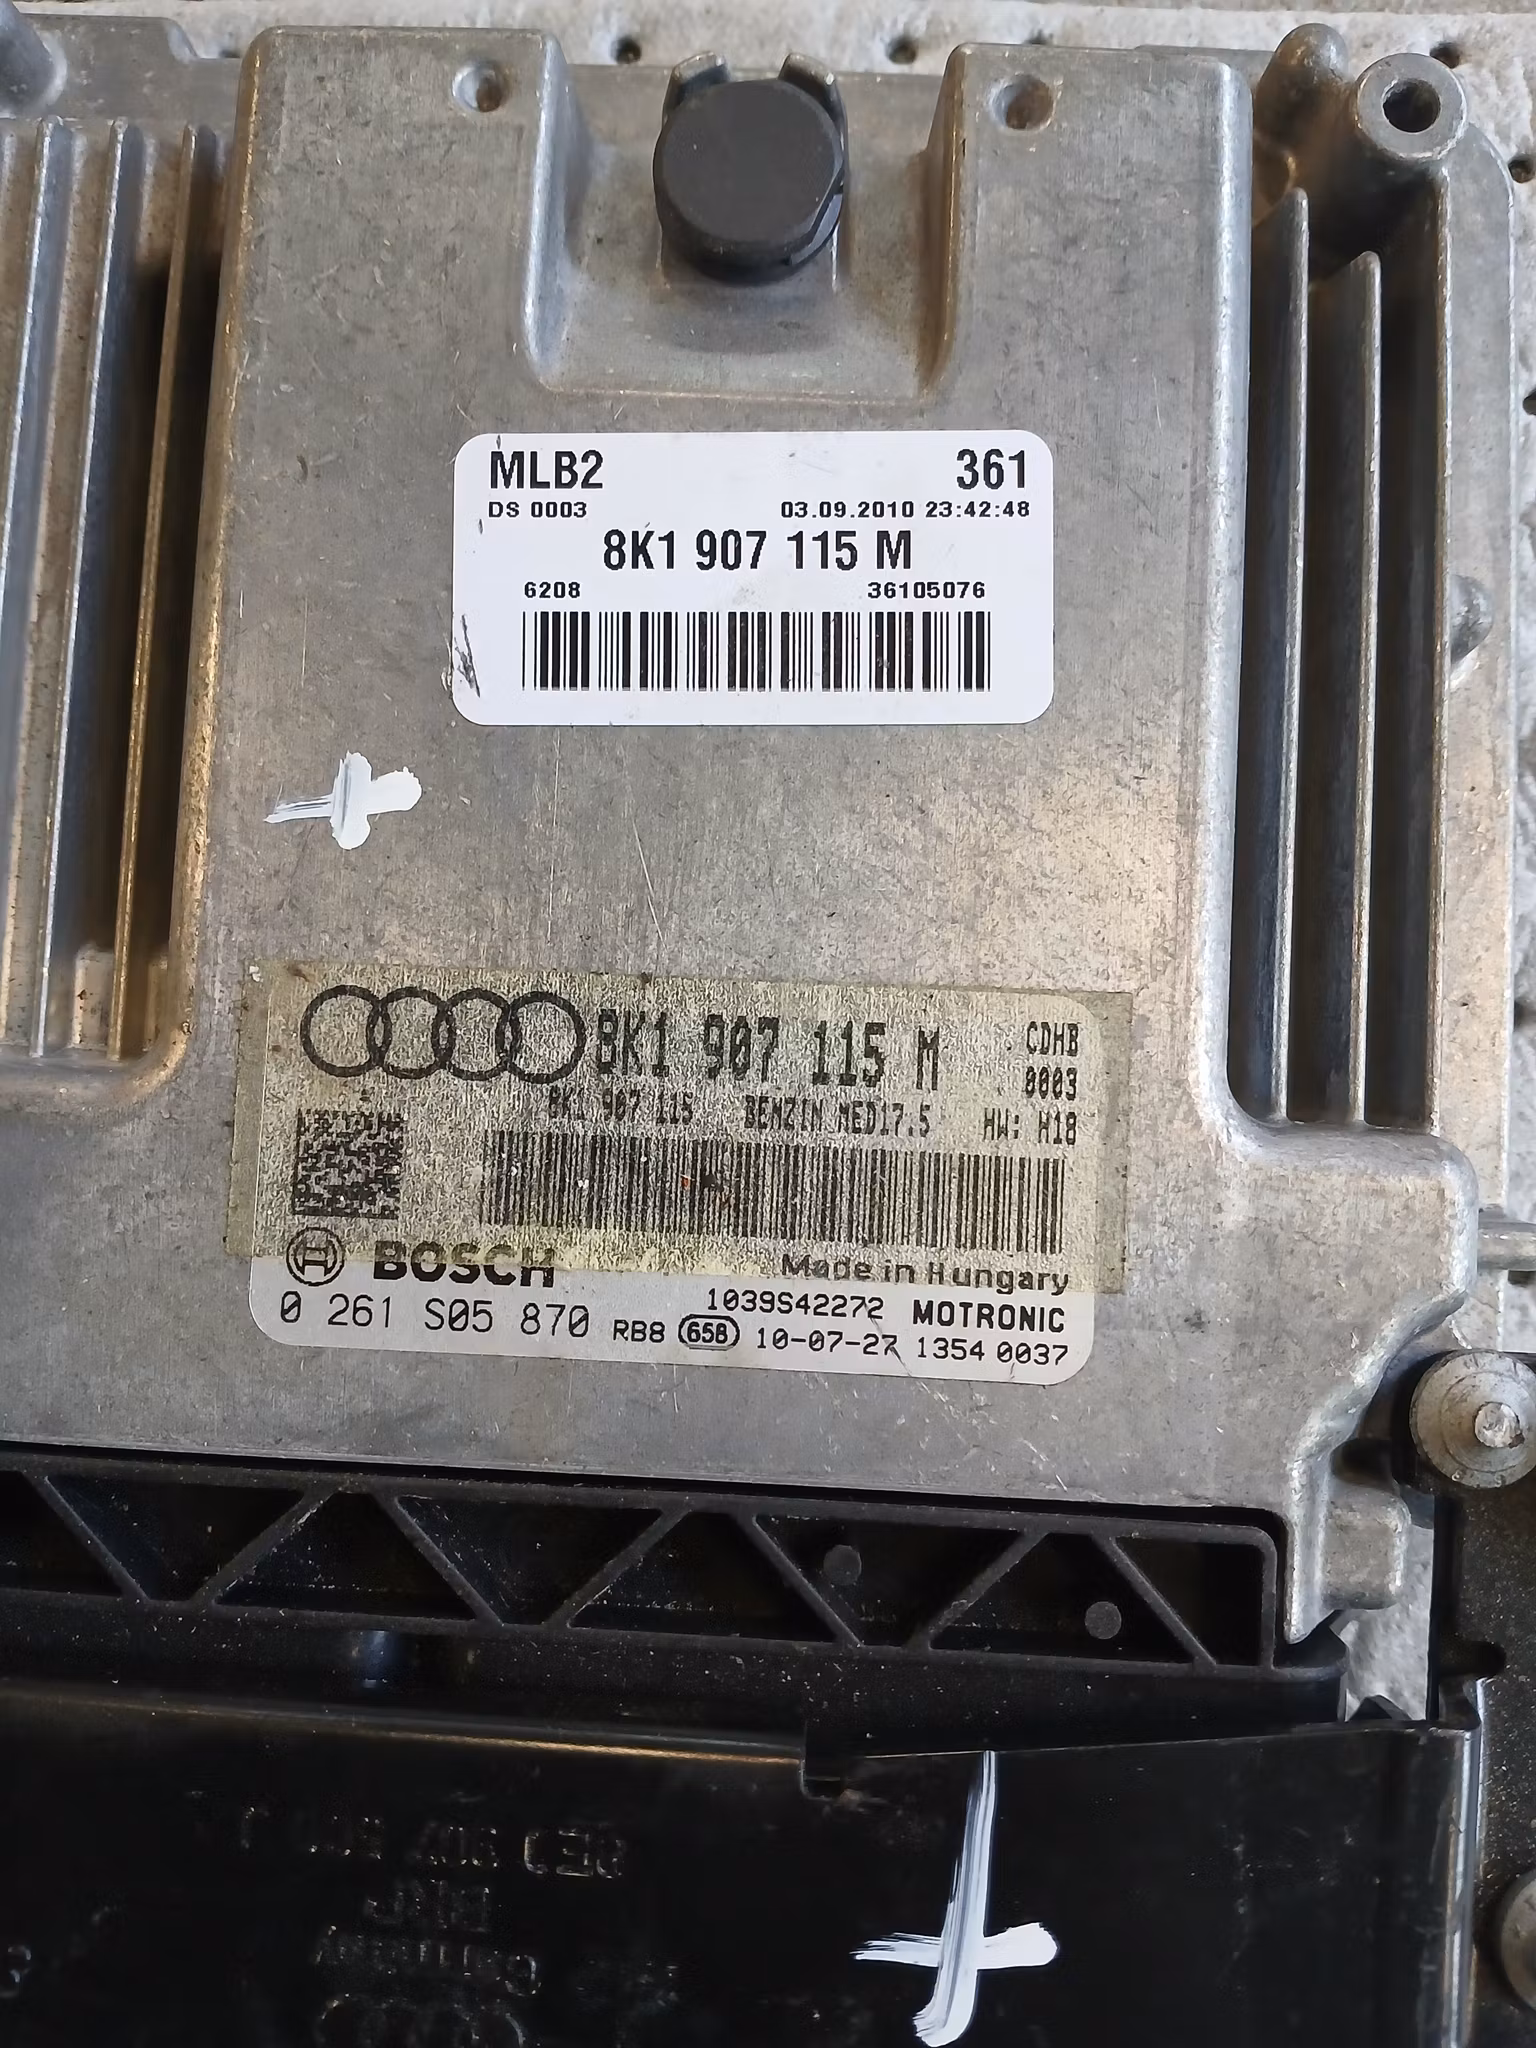 MLB2 361
DS 0003 03.09.2010 23:42:48
8K1 907 115 M
6208 36105076
8K1 907 115 M CDHB
0003
8K1 907 115 BENZIN MED17.5 HW: H18
BOSCH Made in Hungary
1039S42272 MOTRONIC
0 261 S05 870 RB8 658 10-07-27 1354 0037